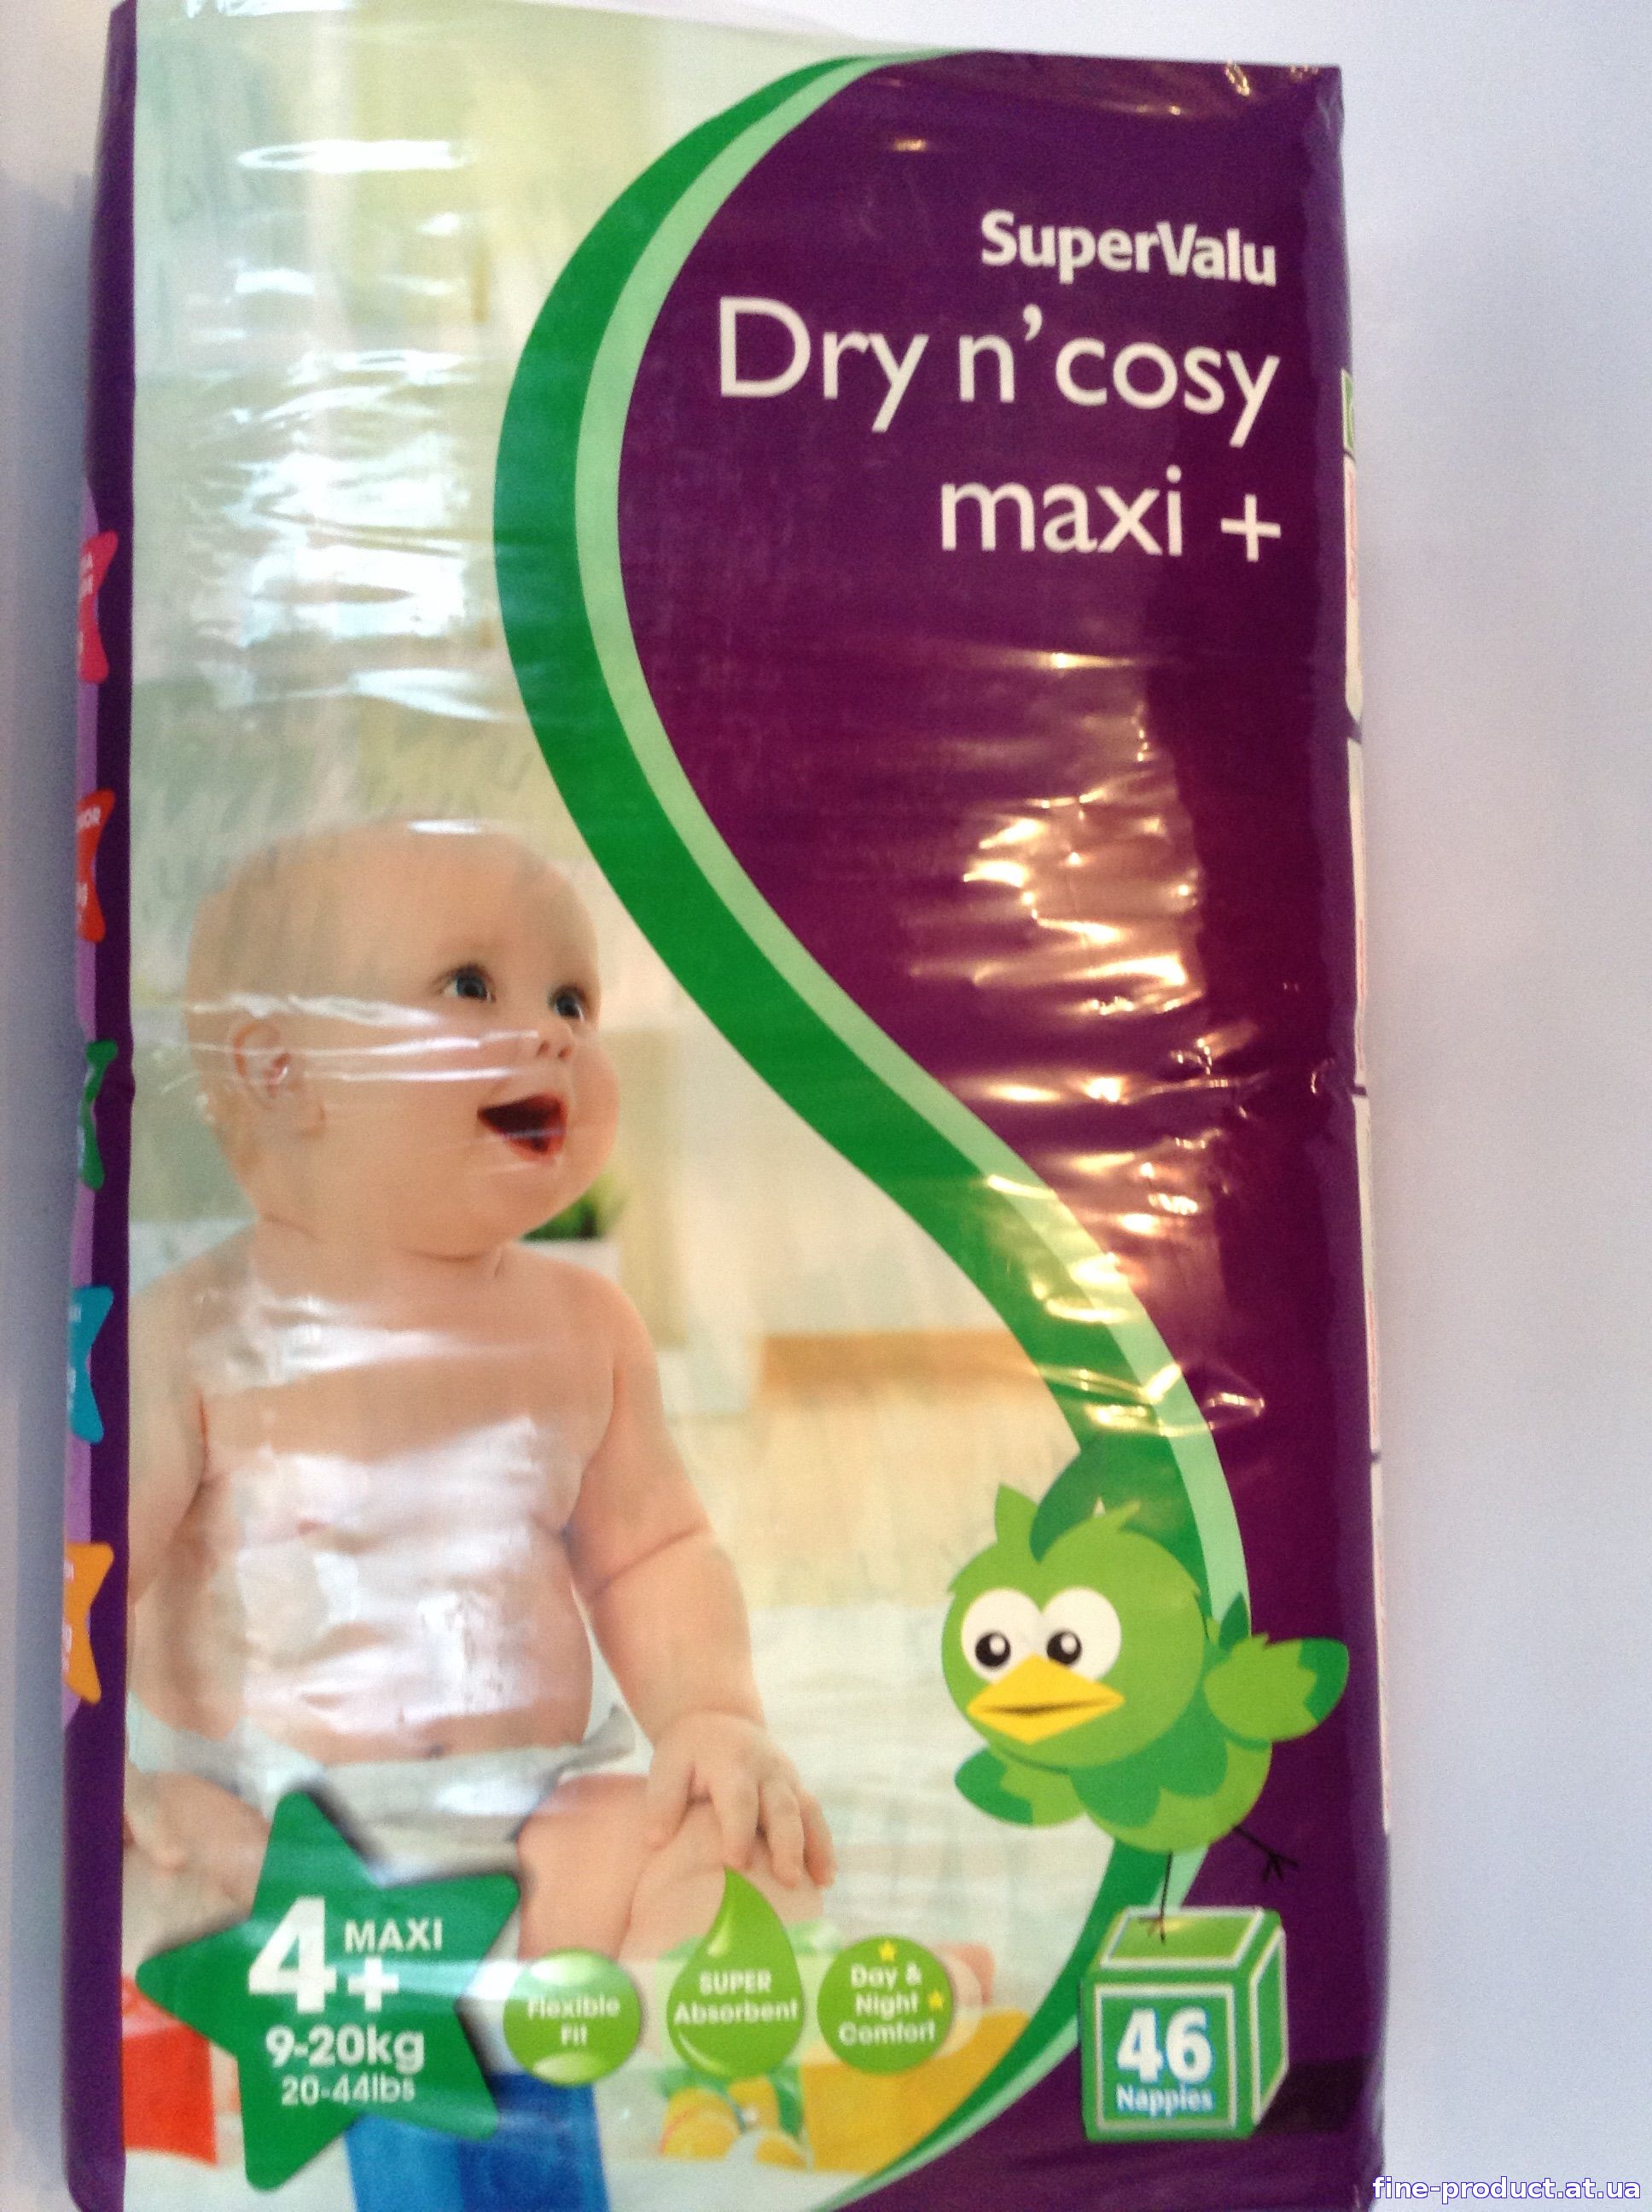 SuperValu
Dry n' cosy
maxi +
4+ MAXI
9-20kg
20-44lbs
Flexible
Fit
SUPER
Absorbent
Day &
Night
Comfort
46
Nappies
fine-product.at.ua